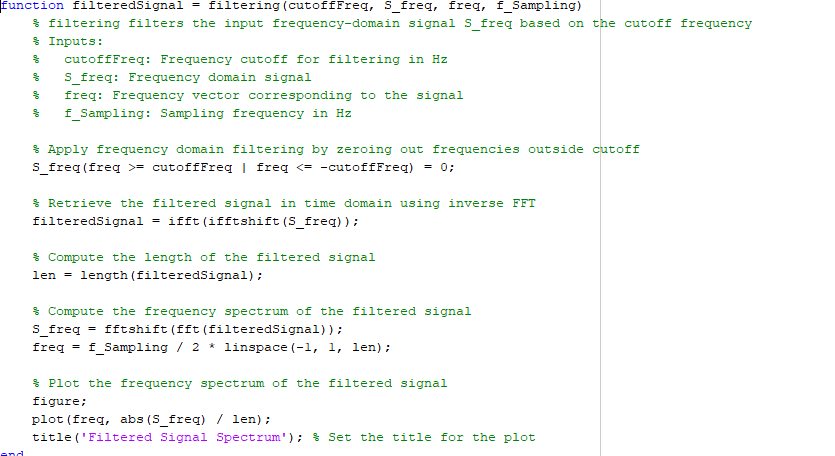 function filteredSignal = filtering(cutoffFreq, S_freq, freq, f_Sampling)
% filtering filters the input frequency-domain signal S_freq based on the cutoff frequency
% Inputs:
%   cutoffFreq: Frequency cutoff for filtering in Hz
%   S_freq: Frequency domain signal
%   freq: Frequency vector corresponding to the signal
%   f_Sampling: Sampling frequency in Hz
% Apply frequency domain filtering by zeroing out frequencies outside cutoff
S_freq(freq >= cutoffFreq | freq <= -cutoffFreq) = 0;
% Retrieve the filtered signal in time domain using inverse FFT
filteredSignal = ifft(ifftshift(S_freq));
% Compute the length of the filtered signal
len = length(filteredSignal);
% Compute the frequency spectrum of the filtered signal
S_freq = fftshift(fft(filteredSignal));
freq = f_Sampling / 2 * linspace(-1, 1, len);
% Plot the frequency spectrum of the filtered signal
figure;
plot(freq, abs(S_freq) / len);
title('Filtered Signal Spectrum'); % Set the title for the plot
end